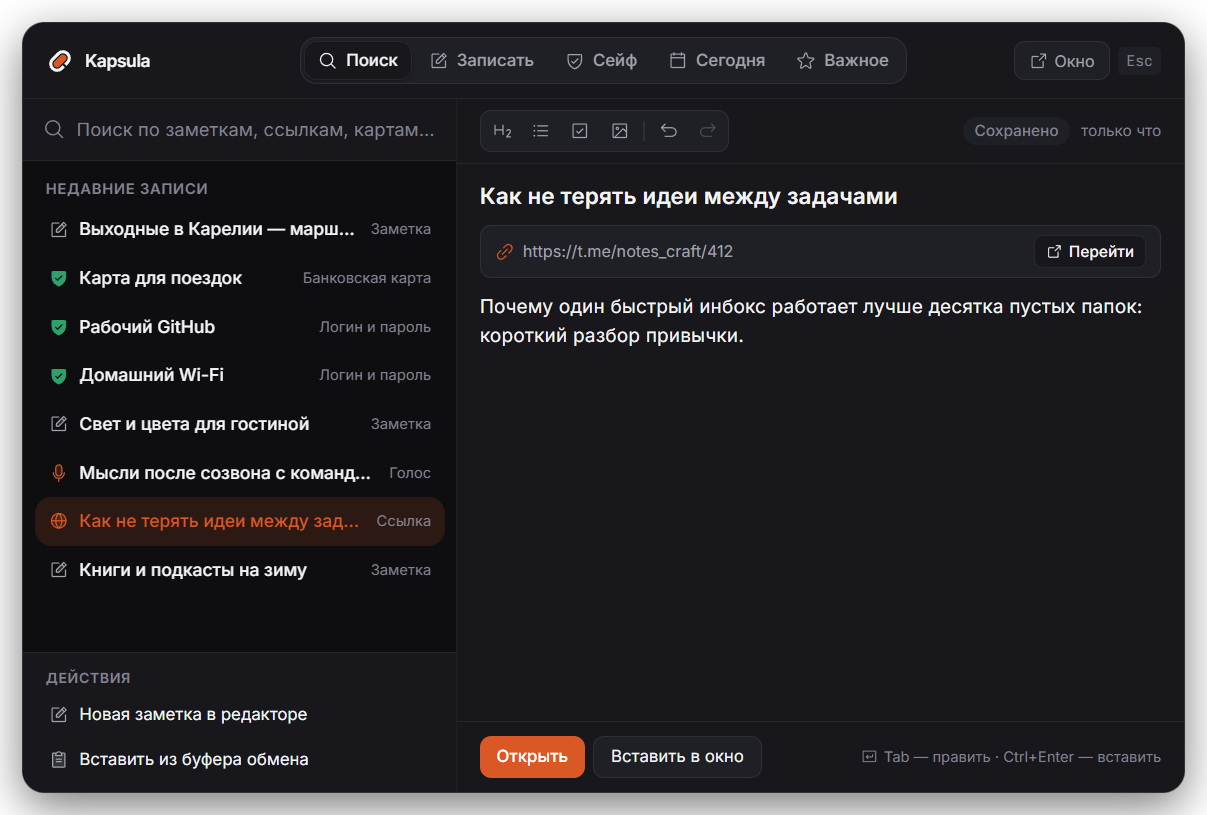 Kapsula
Поиск
Записать
Сейф
Сегодня
Важное
Окно
Esc
Поиск по заметкам, ссылкам, картам...
НЕДАВНИЕ ЗАПИСИ
Выходные в Карелии — марш... Заметка
Карта для поездок Банковская карта
Рабочий GitHub Логин и пароль
Домашний Wi-Fi Логин и пароль
Свет и цвета для гостиной Заметка
Мысли после созвона с команд... Голос
Как не терять идеи между зад... Ссылка
Книги и подкасты на зиму Заметка
ДЕЙСТВИЯ
Новая заметка в редакторе
Вставить из буфера обмена
H2
Сохранено только что
Как не терять идеи между задачами
https://t.me/notes_craft/412
Перейти
Почему один быстрый инбокс работает лучше десятка пустых папок:
короткий разбор привычки.
Открыть
Вставить в окно
Tab — править · Ctrl+Enter — вставить